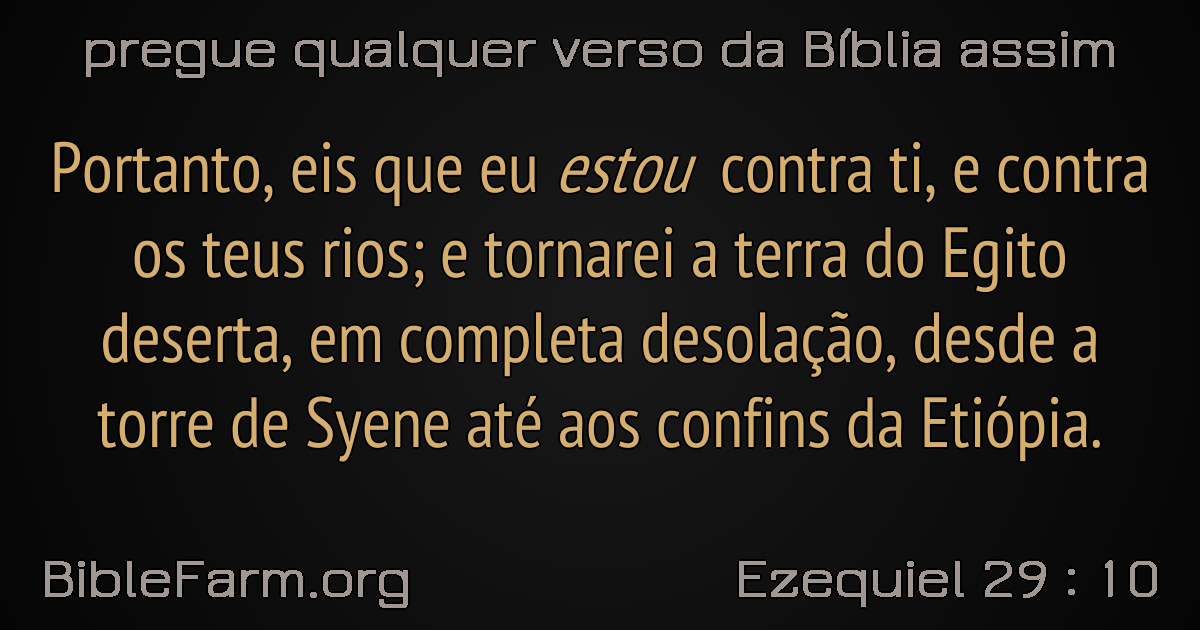 pregue qualquer verso da Bíblia assim
Portanto, eis que eu estou contra ti, e contra
os teus rios; e tornarei a terra do Egito
deserta, em completa desolação, desde a
torre de Syene até aos confins da Etiópia.
BibleFarm.org
Ezequiel 29 : 10